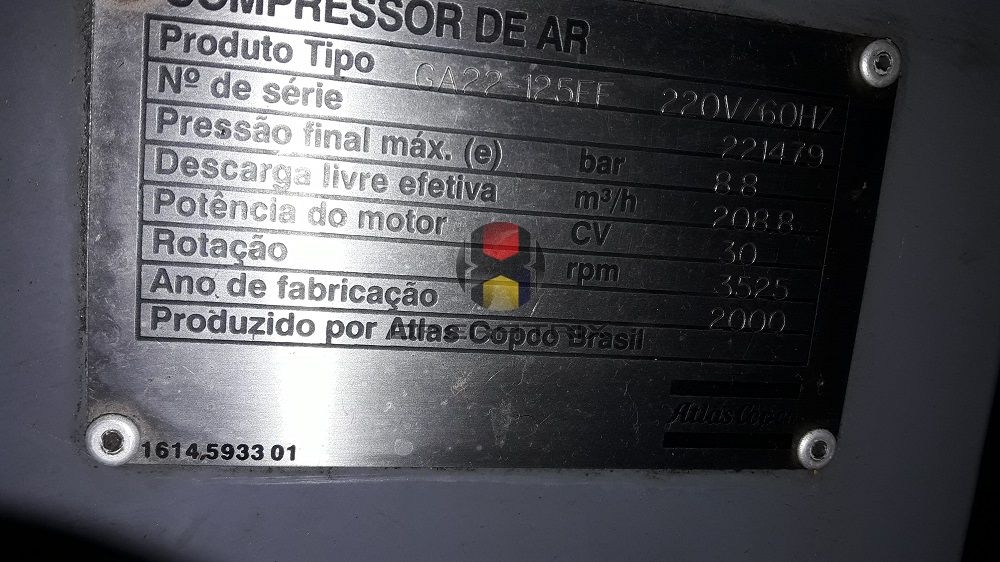 COMPRESSOR DE AR
Produto Tipo GA22-125FF 220V/60HZ
Nº de série 221479
Pressão final máx. (e) bar 8.8
Descarga livre efetiva m³/h 208.8
Potência do motor CV 30
Rotação rpm 3525
Ano de fabricação 2000
Produzido por Atlas Copco Brasil
Atlas Copco
1614 5933 01